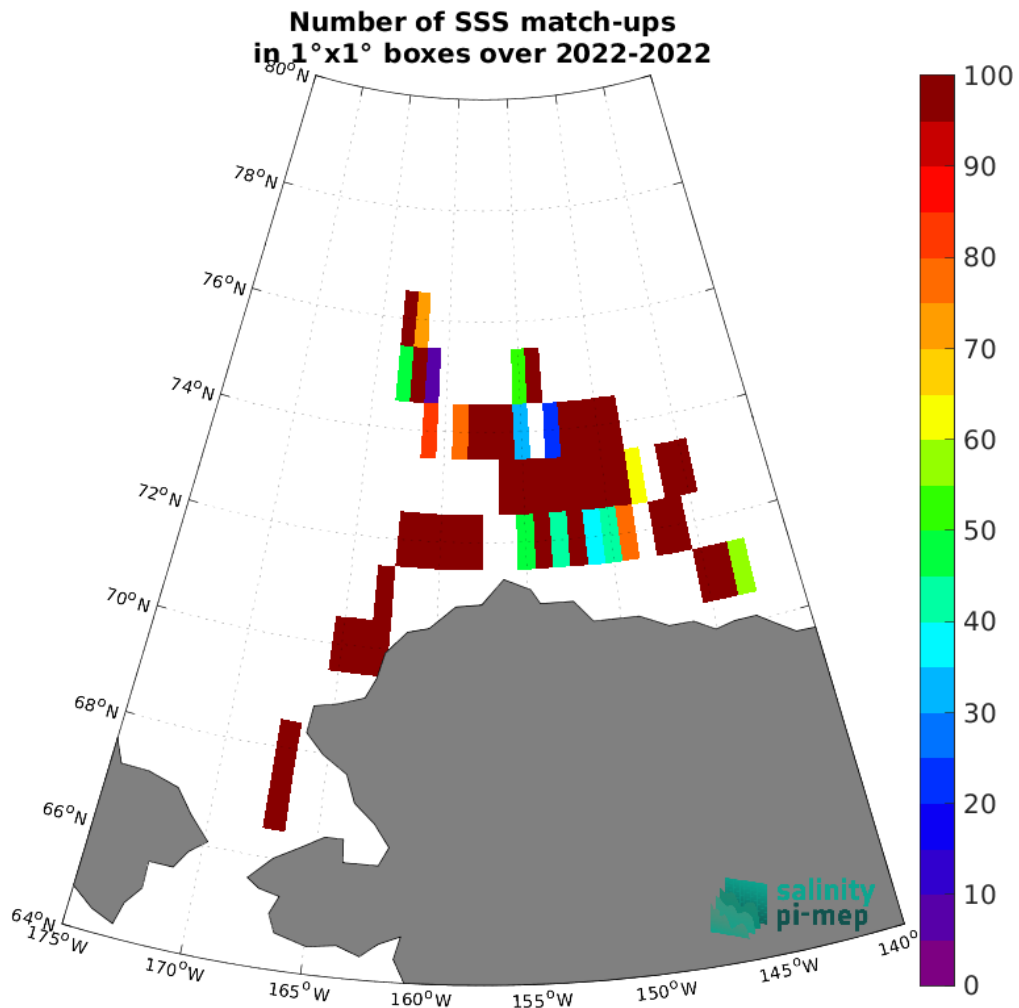 Number of SSS match-ups
in 1°x1° boxes over 2022-2022
80°N
78°N
76°N
74°N
72°N
70°N
68°N
66°N
64°N
175°W
170°W
165°W
160°W
155°W
150°W
145°W
140°
100
90
80
70
60
50
40
30
20
10
0
salinity
pi-mep